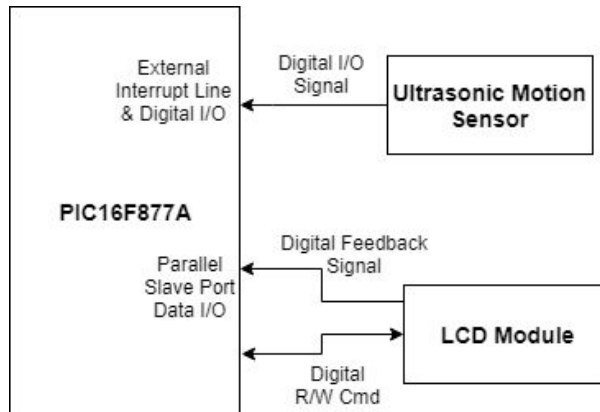 External
Interrupt Line
& Digital I/O
Digital I/O
Signal
Ultrasonic Motion
Sensor
PIC16F877A
Parallel
Slave Port
Data I/O
Digital Feedback
Signal
LCD Module
Digital
R/W Cmd